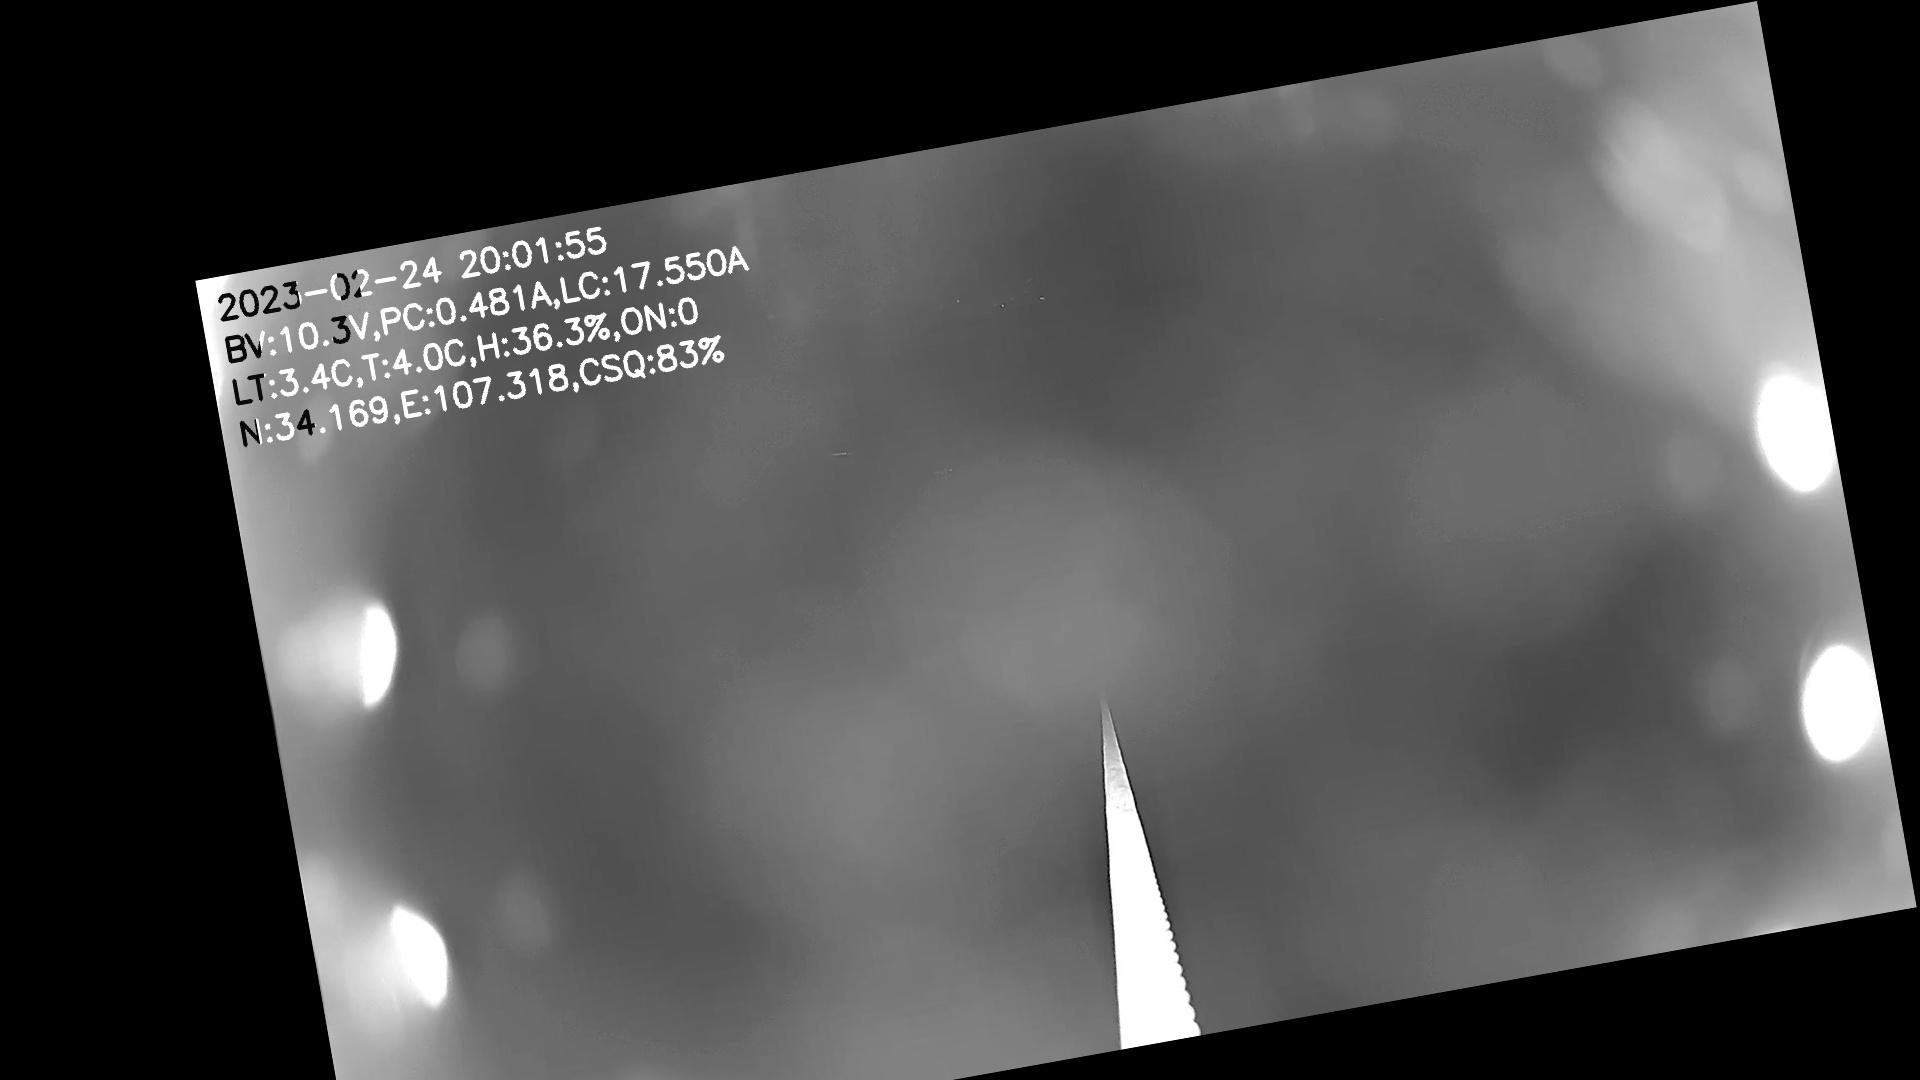 2023-02-24 20:01:55
BV:10.3V,PC:0.481A,LC:17.550A
LT:3.4C,T:4.0C,H:36.3%,ON:0
N:34.169,E:107.318,CSQ:83%